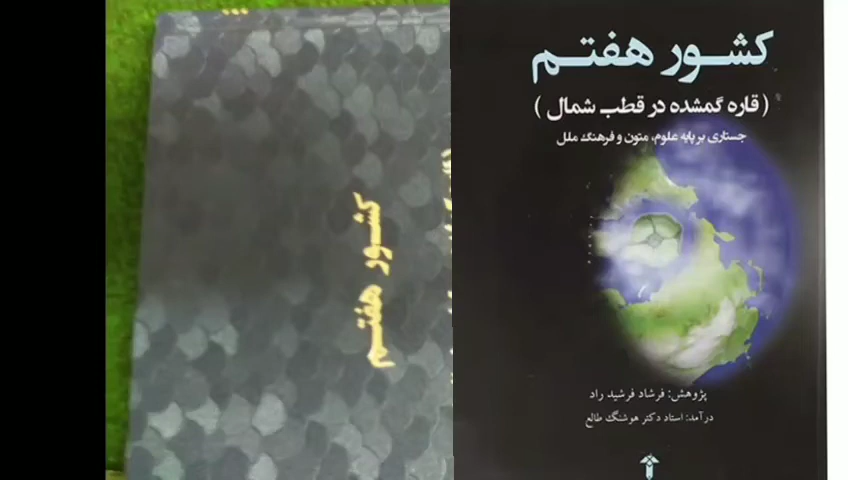 کشور هفتم
کشور هفتم
(قاره گمشده در قطب شمال)
جستاری بر پایه علوم، متون و فرهنگ ملل
پژوهش: فرشاد فرشید راد
درآمد: استاد دکتر هوشنگ طالع